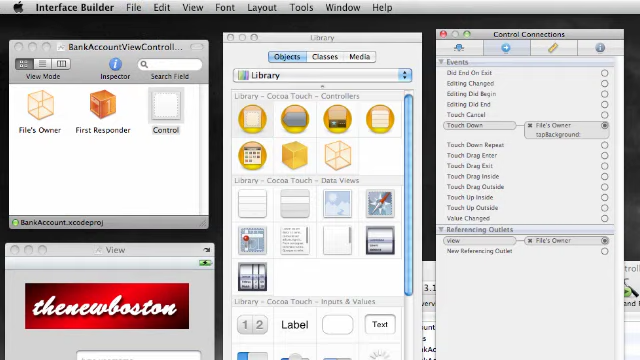 Interface Builder File Edit View Font Layout Tools Window Help
BankAccountViewControl...
View Mode Inspector Search Field
File's Owner First Responder Control
BankAccount.xcodeproj
View
thenewboston
Library
Objects Classes Media
Library
Library – Cocoa Touch – Controllers
Library – Cocoa Touch – Data Views
Library – Cocoa Touch – Inputs & Values
1 2 Label Text
Control Connections
Events
Did End On Exit
Editing Changed
Editing Did Begin
Editing Did End
Touch Cancel
Touch Down File's Owner
tapBackground:
Touch Down Repeat
Touch Drag Enter
Touch Drag Exit
Touch Drag Inside
Touch Drag Outside
Touch Up Inside
Touch Up Outside
Value Changed
Referencing Outlets
view File's Owner
New Referencing Outlet